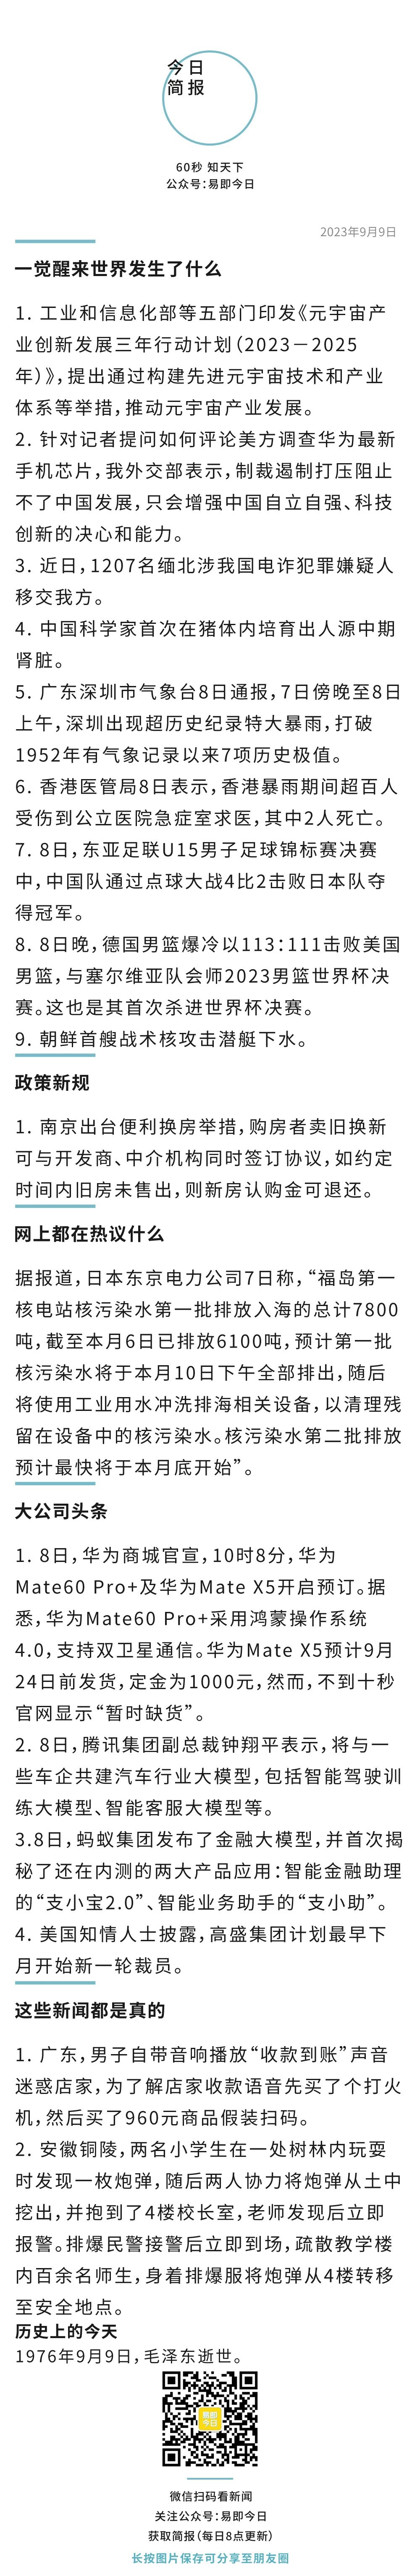 今日
简报
60秒 知天下
公众号：易即今日
2023年9月9日
一觉醒来世界发生了什么
1. 工业和信息化部等五部门印发《元宇宙产
业创新发展三年行动计划（2023－2025
年）》，提出通过构建先进元宇宙技术和产业
体系等举措，推动元宇宙产业发展。
2. 针对记者提问如何评论美方调查华为最新
手机芯片，我外交部表示，制裁遏制打压阻止
不了中国发展，只会增强中国自立自强、科技
创新的决心和能力。
3. 近日，1207名缅北涉我国电诈犯罪嫌疑人
移交我方。
4. 中国科学家首次在猪体内培育出人源中期
肾脏。
5. 广东深圳市气象台8日通报，7日傍晚至8日
上午，深圳出现超历史纪录特大暴雨，打破
1952年有气象记录以来7项历史极值。
6. 香港医管局8日表示，香港暴雨期间超百人
受伤到公立医院急症室求医，其中2人死亡。
7. 8日，东亚足联U15男子足球锦标赛决赛
中，中国队通过点球大战4比2击败日本队夺
得冠军。
8. 8日晚，德国男篮爆冷以113：111击败美国
男篮，与塞尔维亚队会师2023男篮世界杯决
赛。这也是其首次杀进世界杯决赛。
9. 朝鲜首艘战术核攻击潜艇下水。
政策新规
1. 南京出台便利换房举措，购房者卖旧换新
可与开发商、中介机构同时签订协议，如约定
时间内旧房未售出，则新房认购金可退还。
网上都在热议什么
据报道，日本东京电力公司7日称，“福岛第一
核电站核污染水第一批排放入海的总计7800
吨，截至本月6日已排放6100吨，预计第一批
核污染水将于本月10日下午全部排出，随后
将使用工业用水冲洗排海相关设备，以清理残
留在设备中的核污染水。核污染水第二批排放
预计最快将于本月底开始”。
大公司头条
1. 8日，华为商城官宣，10时8分，华为
Mate60 Pro+及华为Mate X5开启预订。据
悉，华为Mate60 Pro+采用鸿蒙操作系统
4.0，支持双卫星通信。华为Mate X5预计9月
24日前发货，定金为1000元，然而，不到十秒
官网显示“暂时缺货”。
2. 8日，腾讯集团副总裁钟翔平表示，将与一
些车企共建汽车行业大模型，包括智能驾驶训
练大模型、智能客服大模型等。
3.8日，蚂蚁集团发布了金融大模型，并首次揭
秘了还在内测的两大产品应用：智能金融助理
的“支小宝2.0”、智能业务助手的“支小助”。
4. 美国知情人士披露，高盛集团计划最早下
月开始新一轮裁员。
这些新闻都是真的
1. 广东，男子自带音响播放“收款到账”声音
迷惑店家，为了解店家收款语音先买了个打火
机，然后买了960元商品假装扫码。
2. 安徽铜陵，两名小学生在一处树林内玩耍
时发现一枚炮弹，随后两人协力将炮弹从土中
挖出，并抱到了4楼校长室，老师发现后立即
报警。排爆民警接警后立即到场，疏散教学楼
内百余名师生，身着排爆服将炮弹从4楼转移
至安全地点。
历史上的今天
1976年9月9日，毛泽东逝世。
易即
今日
微信扫码看新闻
关注公众号：易即今日
获取简报（每日8点更新）
长按图片保存可分享至朋友圈